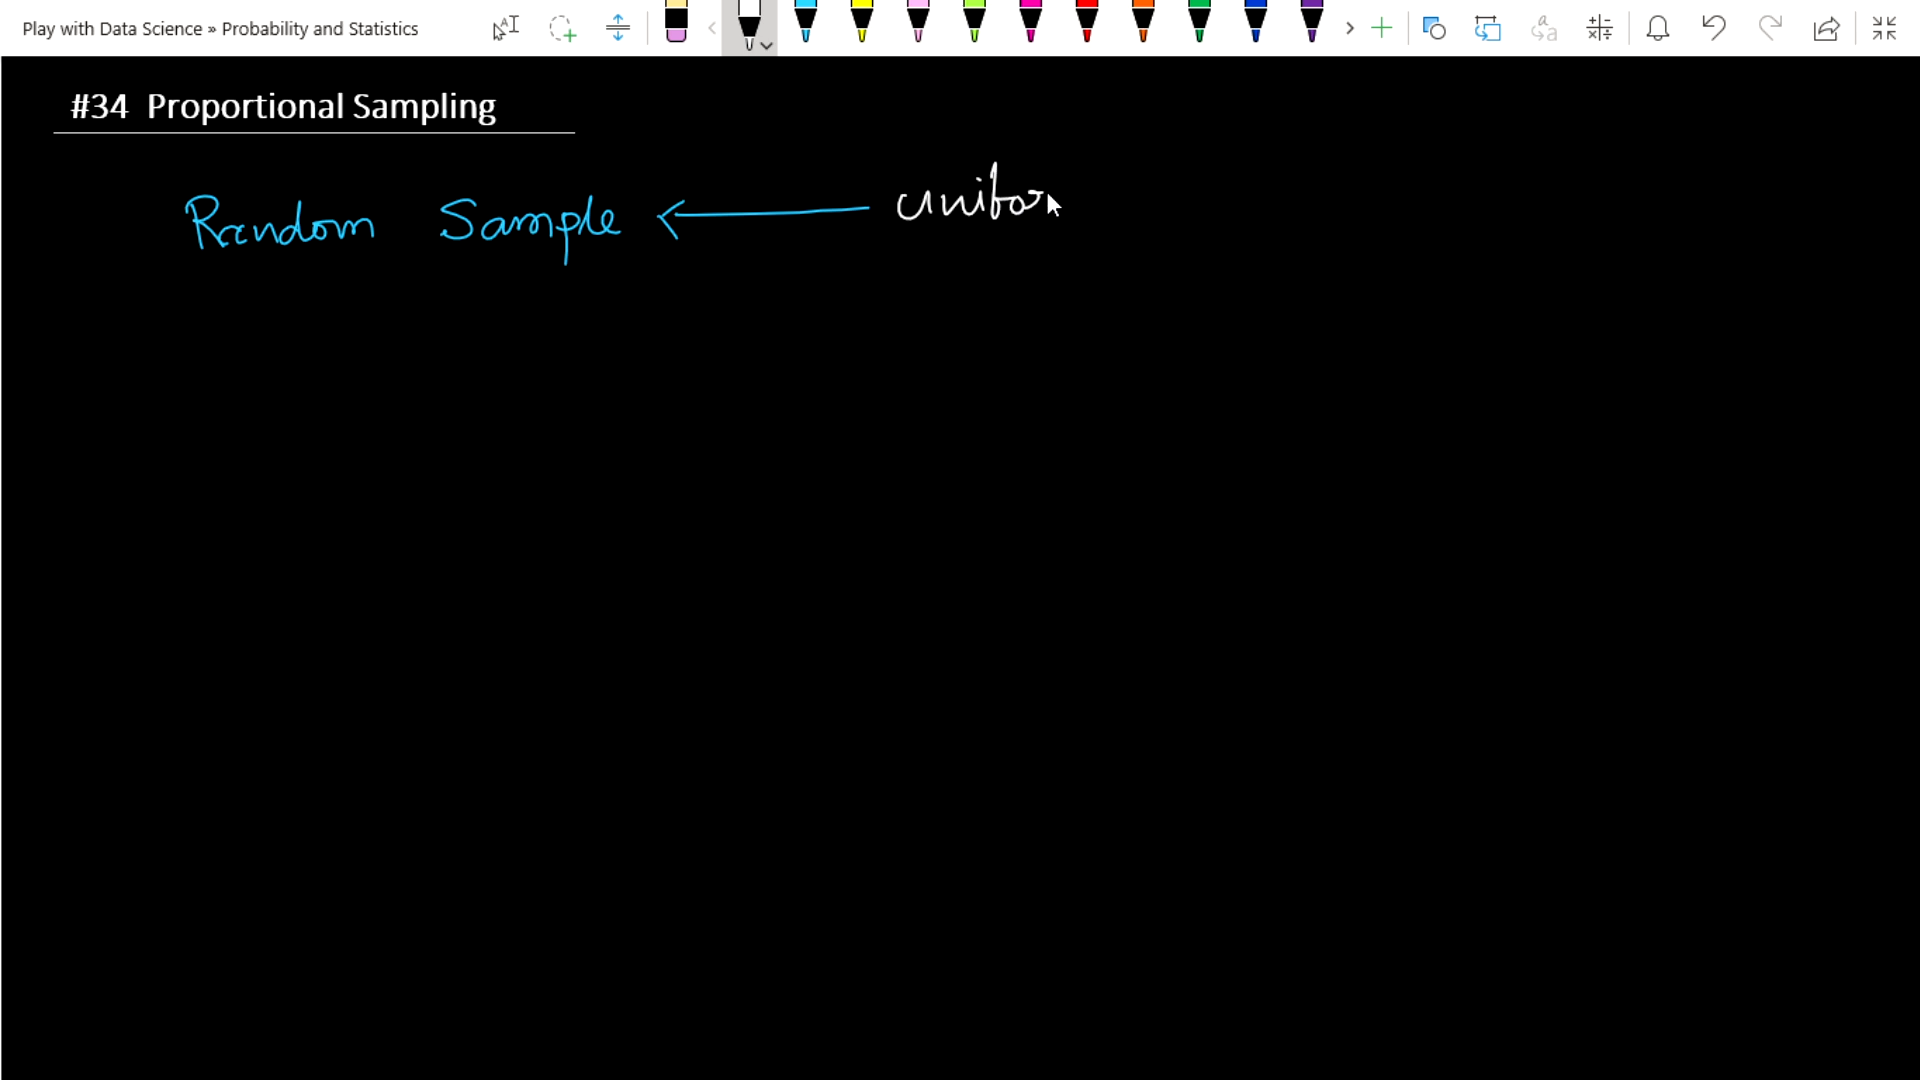 Play with Data Science » Probability and Statistics
#34 Proportional Sampling
Random Sample ← unifor